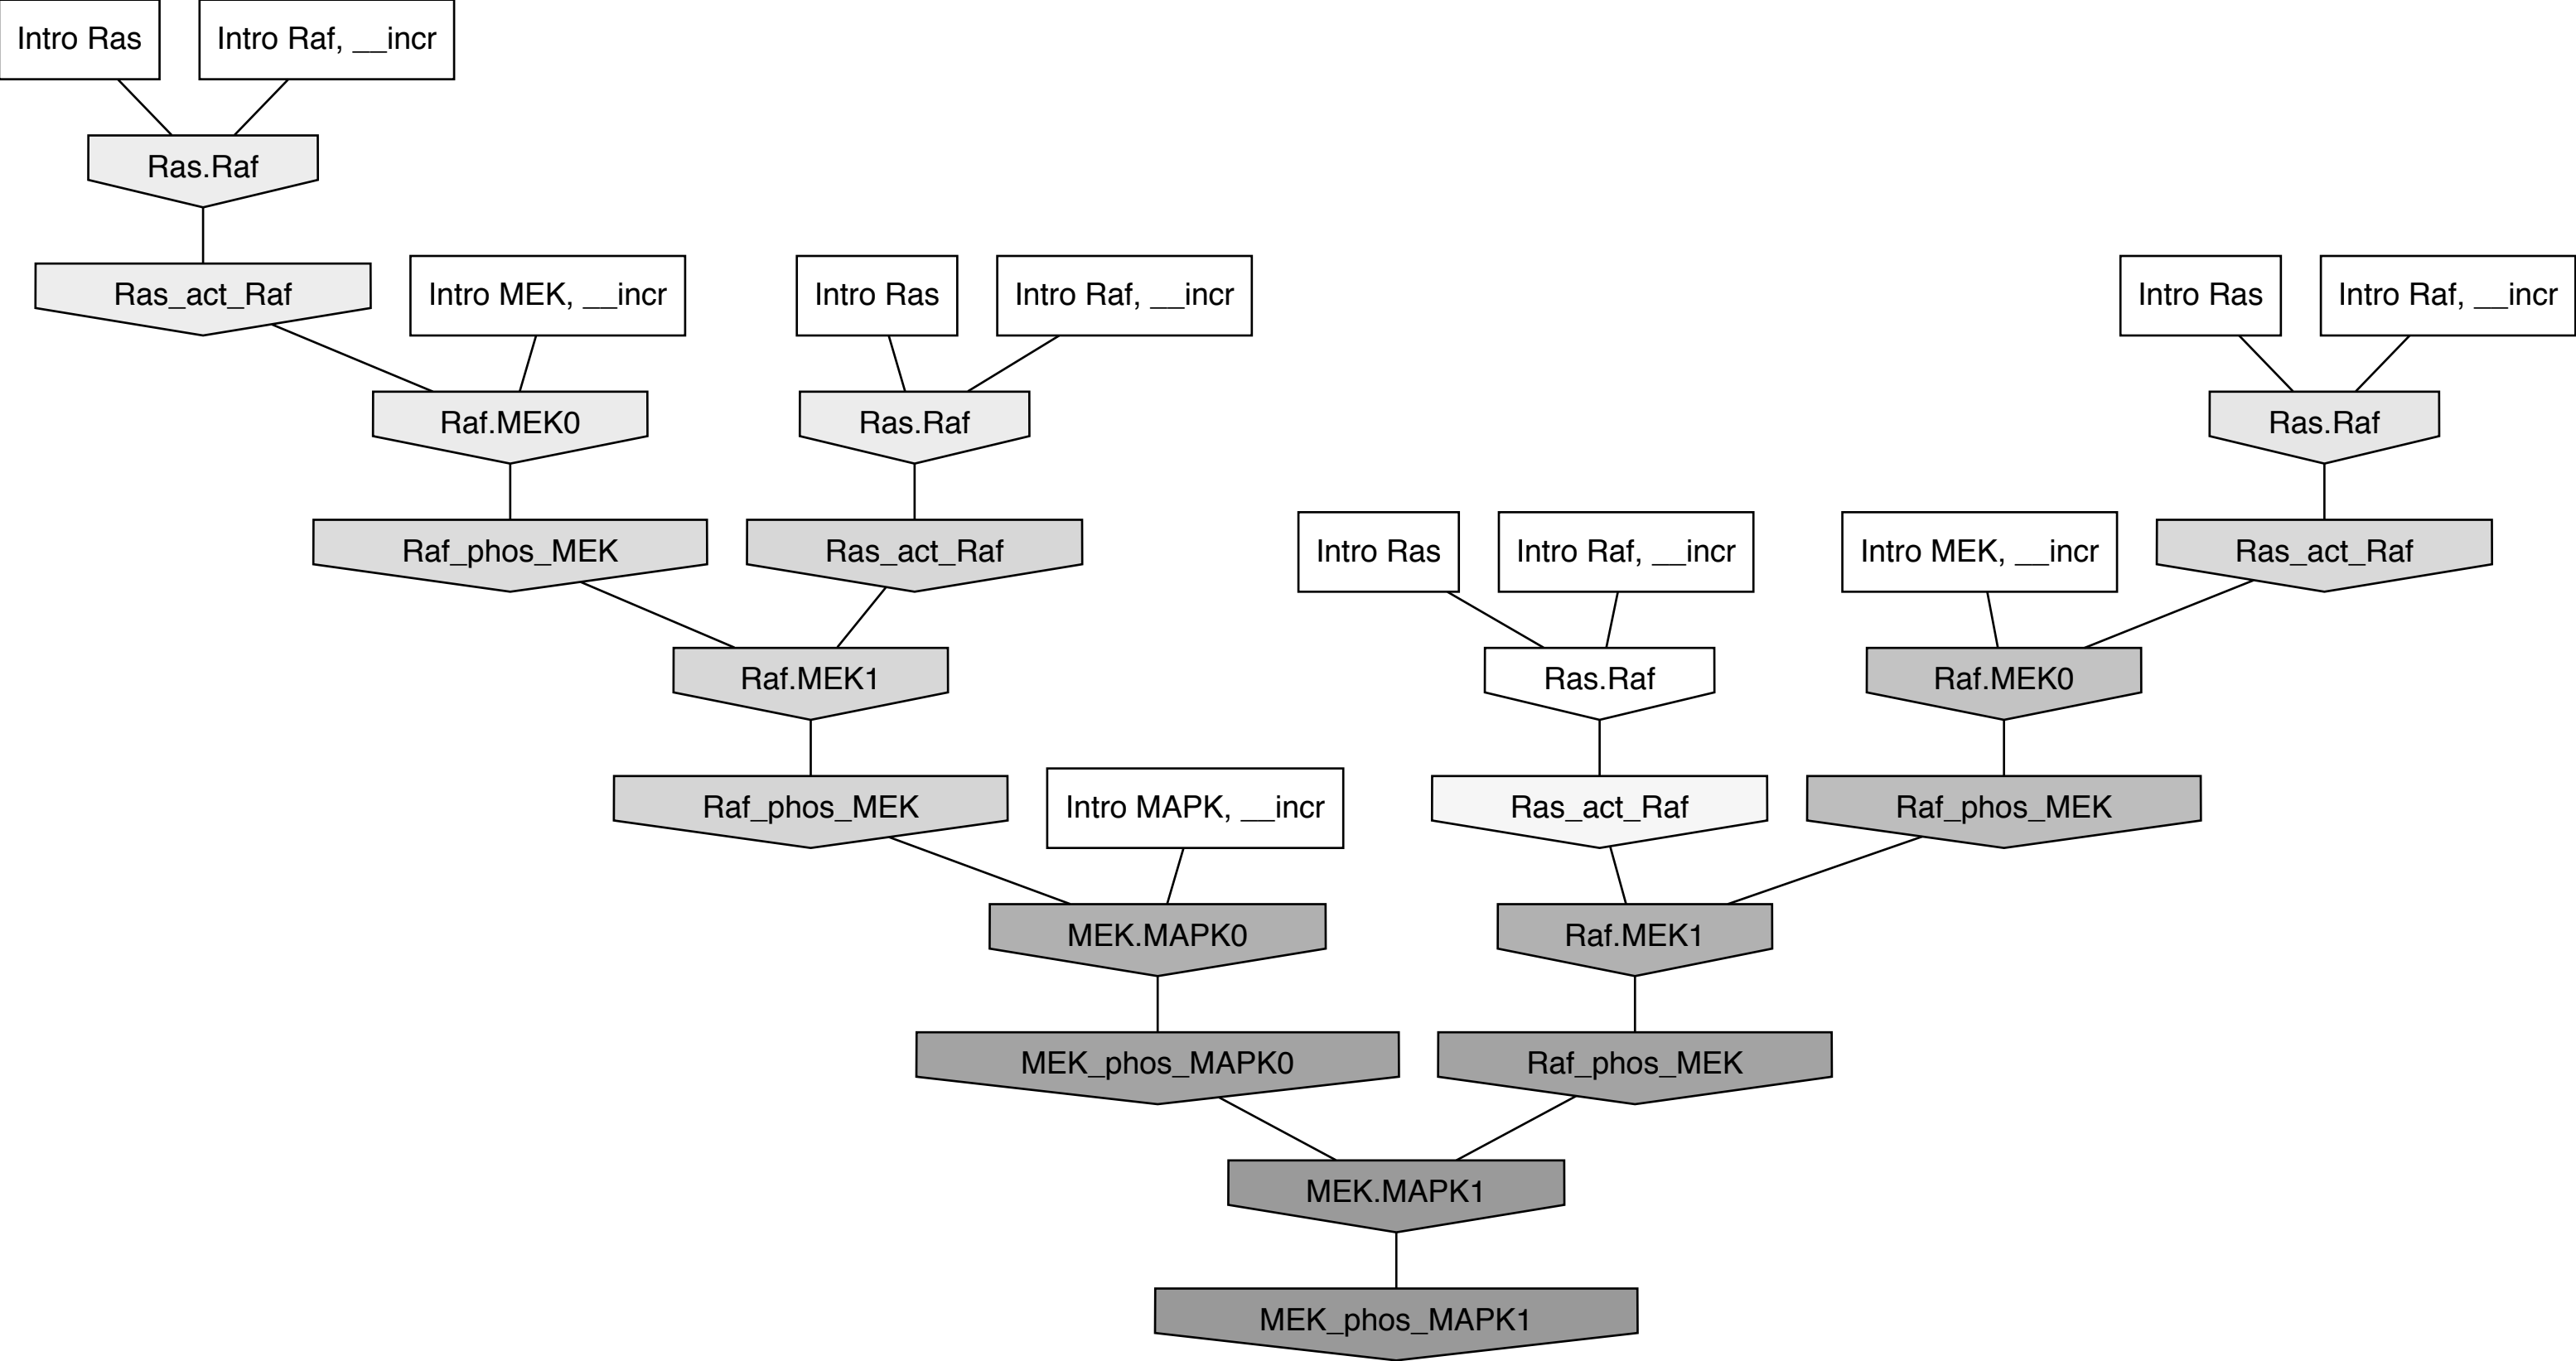 Intro Ras
Intro Raf, __incr
Ras.Raf
Ras_act_Raf
Intro MEK, __incr
Intro Ras
Intro Raf, __incr
Intro Ras
Intro Raf, __incr
Raf.MEK0
Ras.Raf
Ras.Raf
Raf_phos_MEK
Ras_act_Raf
Intro Ras
Intro Raf, __incr
Intro MEK, __incr
Ras_act_Raf
Raf.MEK1
Ras.Raf
Raf.MEK0
Raf_phos_MEK
Intro MAPK, __incr
Ras_act_Raf
Raf_phos_MEK
MEK.MAPK0
Raf.MEK1
MEK_phos_MAPK0
Raf_phos_MEK
MEK.MAPK1
MEK_phos_MAPK1